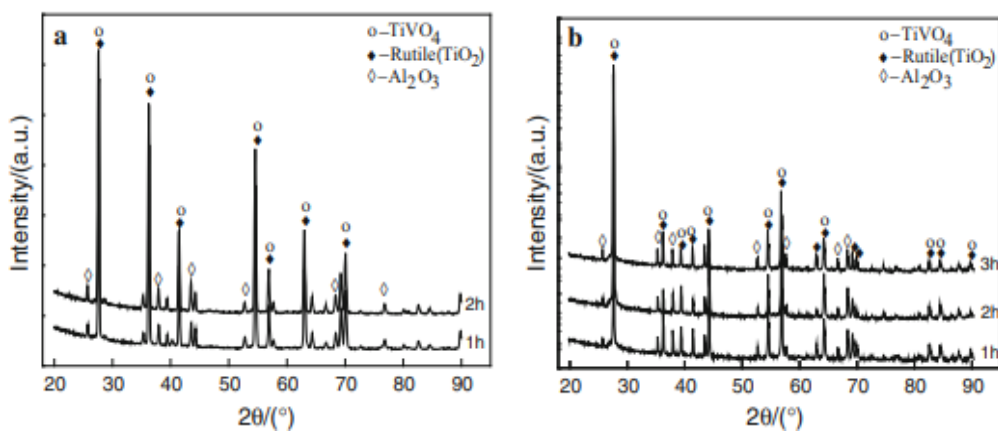 a
o–TiVO4
♦–Rutile(TiO2)
◊–Al2O3
Intensity/(a.u.)
2h
1h
20 30 40 50 60 70 80 90
2θ/(°)
b
o–TiVO4
♦–Rutile(TiO2)
◊–Al2O3
Intensity/(a.u.)
3h
2h
1h
20 30 40 50 60 70 80 90
2θ/(°)